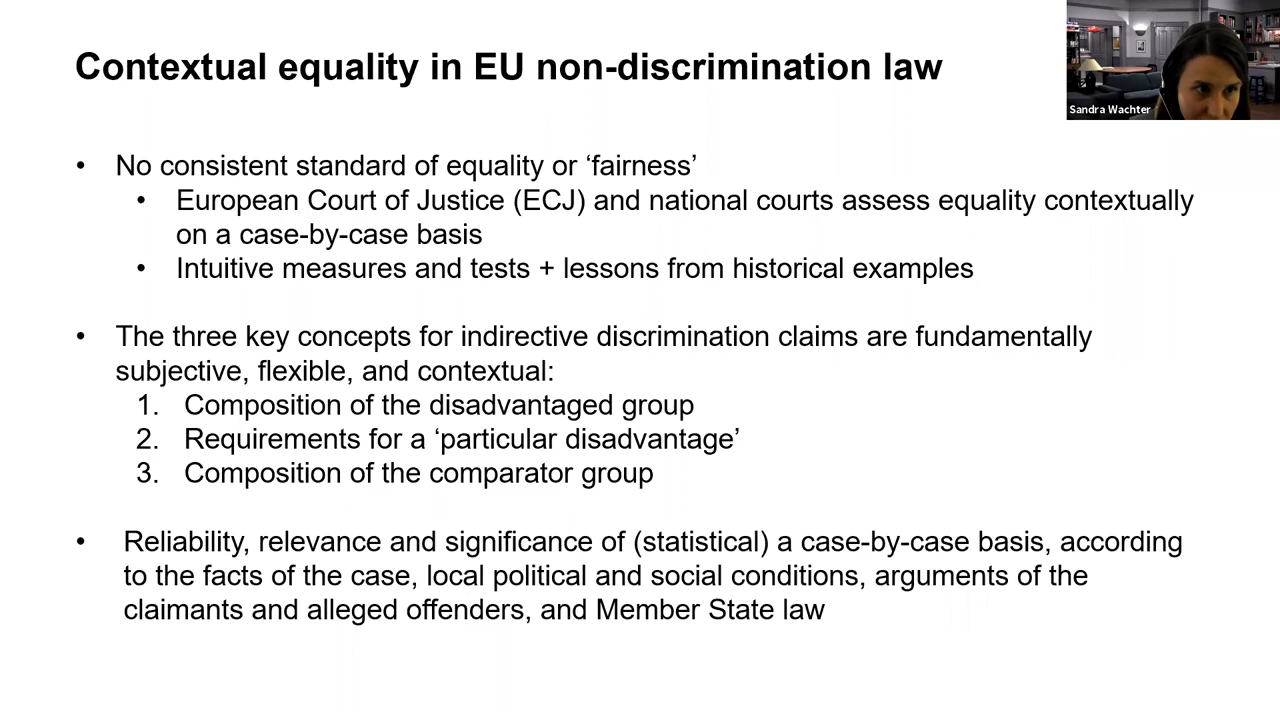 Contextual equality in EU non-discrimination law
Sandra Wachter
• No consistent standard of equality or ‘fairness’
• European Court of Justice (ECJ) and national courts assess equality contextually
on a case-by-case basis
• Intuitive measures and tests + lessons from historical examples
• The three key concepts for indirective discrimination claims are fundamentally
subjective, flexible, and contextual:
1. Composition of the disadvantaged group
2. Requirements for a ‘particular disadvantage’
3. Composition of the comparator group
• Reliability, relevance and significance of (statistical) a case-by-case basis, according
to the facts of the case, local political and social conditions, arguments of the
claimants and alleged offenders, and Member State law